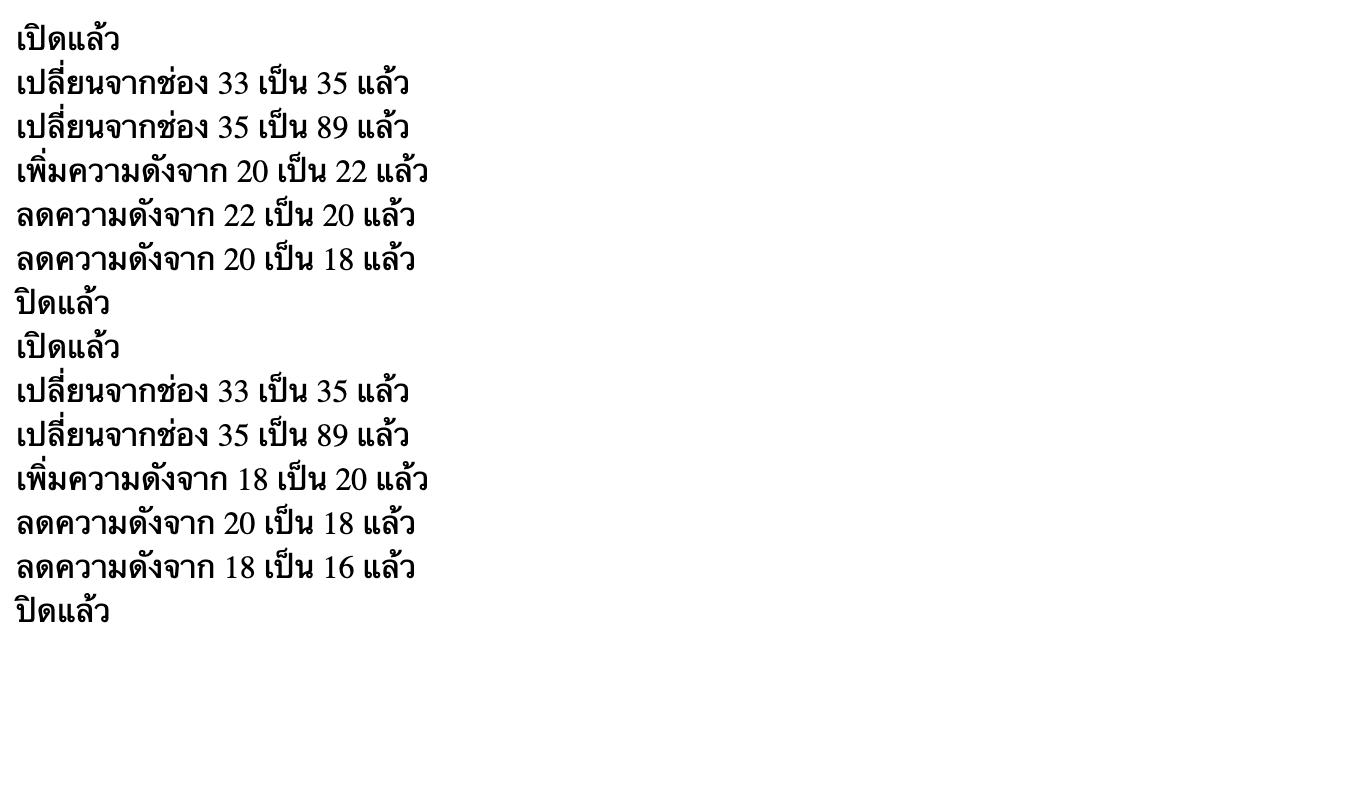 เปิดแล้ว
เปลี่ยนจากช่อง 33 เป็น 35 แล้ว
เปลี่ยนจากช่อง 35 เป็น 89 แล้ว
เพิ่มความดังจาก 20 เป็น 22 แล้ว
ลดความดังจาก 22 เป็น 20 แล้ว
ลดความดังจาก 20 เป็น 18 แล้ว
ปิดแล้ว
เปิดแล้ว
เปลี่ยนจากช่อง 33 เป็น 35 แล้ว
เปลี่ยนจากช่อง 35 เป็น 89 แล้ว
เพิ่มความดังจาก 18 เป็น 20 แล้ว
ลดความดังจาก 20 เป็น 18 แล้ว
ลดความดังจาก 18 เป็น 16 แล้ว
ปิดแล้ว